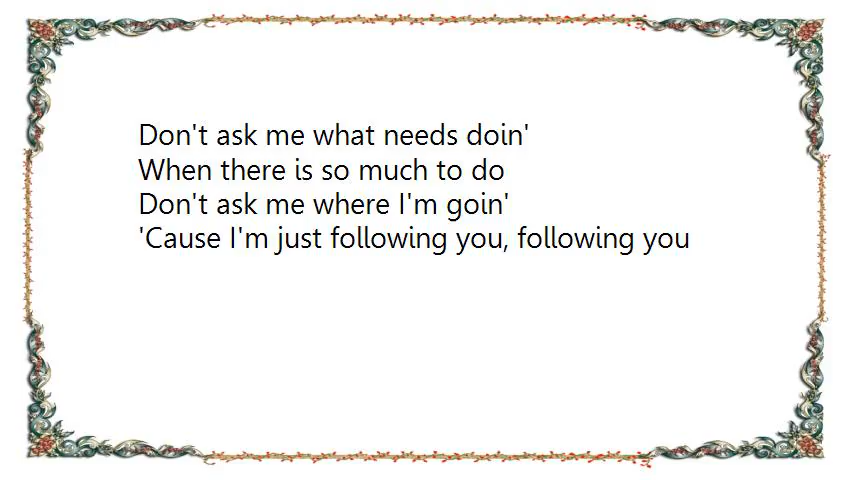 Don't ask me what needs doin'
When there is so much to do
Don't ask me where I'm goin'
'Cause I'm just following you, following you